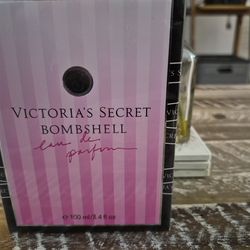 VICTORIA'S SECRET
BOMBSHELL
eau de
parfum
e 100 ml/3.4 fl oz